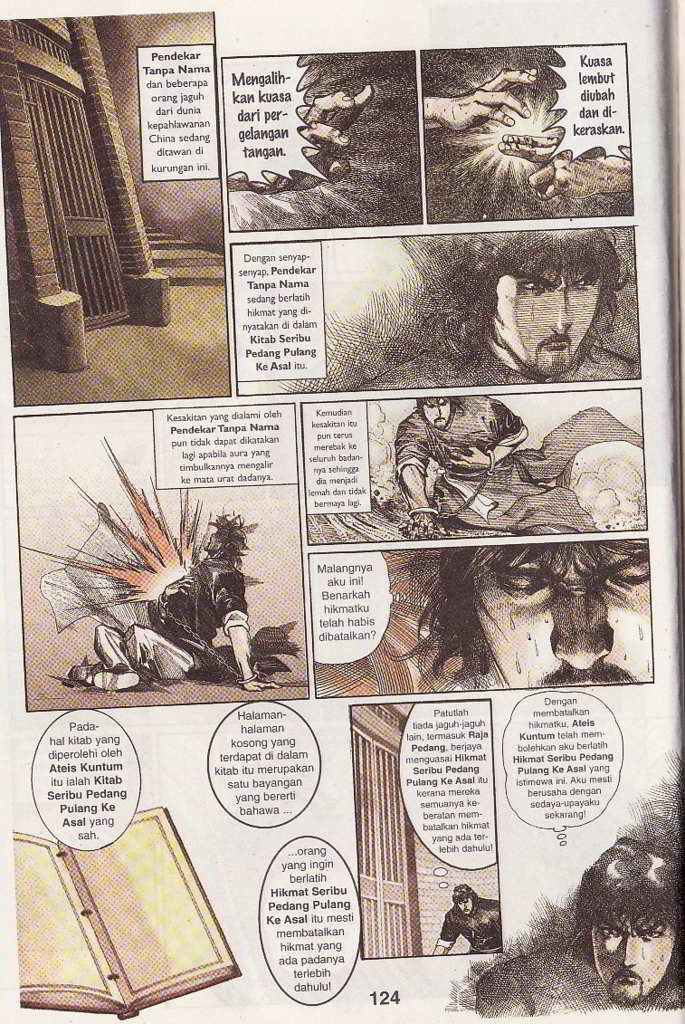 Pendekar
Tanpa Nama
dan beberapa
orang jaguh
dari dunia
kepahlawanan
China sedang
ditawan di
kurungan ini.
Mengalih-
kan kuasa
dari per-
gelangan
tangan.
Kuasa
lembut
diubah
dan di-
keraskan.
Dengan senyap-
senyap, Pendekar
Tanpa Nama
sedang berlatih
hikmat yang di-
nyatakan di dalam
Kitab Seribu
Pedang Pulang
Ke Asal itu.
Kesakitan yang dialami oleh
Pendekar Tanpa Nama
pun tidak dapat dikatakan
lagi apabila aura yang
timbulkannya mengalir
ke mata urat dadanya.
Kemudian
kesakitan itu
pun terus
merebak ke
seluruh badan-
nya sehingga
dia menjadi
lemah dan tidak
bermaya lagi.
Malangnya
aku ini!
Benarkah
hikmatku
telah habis
dibatalkan?
Pada-
hal kitab yang
diperolehi oleh
Ateis Kuntum
itu ialah Kitab
Seribu Pedang
Pulang Ke
Asal yang
sah.
Halaman-
halaman
kosong yang
terdapat di dalam
kitab itu merupakan
satu bayangan
yang bererti
bahawa ...
...orang
yang ingin
berlatih
Hikmat Seribu
Pedang Pulang
Ke Asal itu mesti
membatalkan
hikmat yang
ada padanya
terlebih
dahulu!
Patutlah
tiada jaguh-jaguh
lain, termasuk Raja
Pedang, berjaya
menguasai Hikmat
Seribu Pedang
Pulang Ke Asal itu
kerana mereka
semuanya ke-
beratan mem-
batalkan hikmat
yang ada ter-
lebih dahulu!
Dengan
membatalkan
hikmatku, Ateis
Kuntum telah mem-
bolehkan aku berlatih
Hikmat Seribu Pedang
Pulang Ke Asal yang
istimewa ini. Aku mesti
berusaha dengan
sedaya-upayaku
sekarang!
124